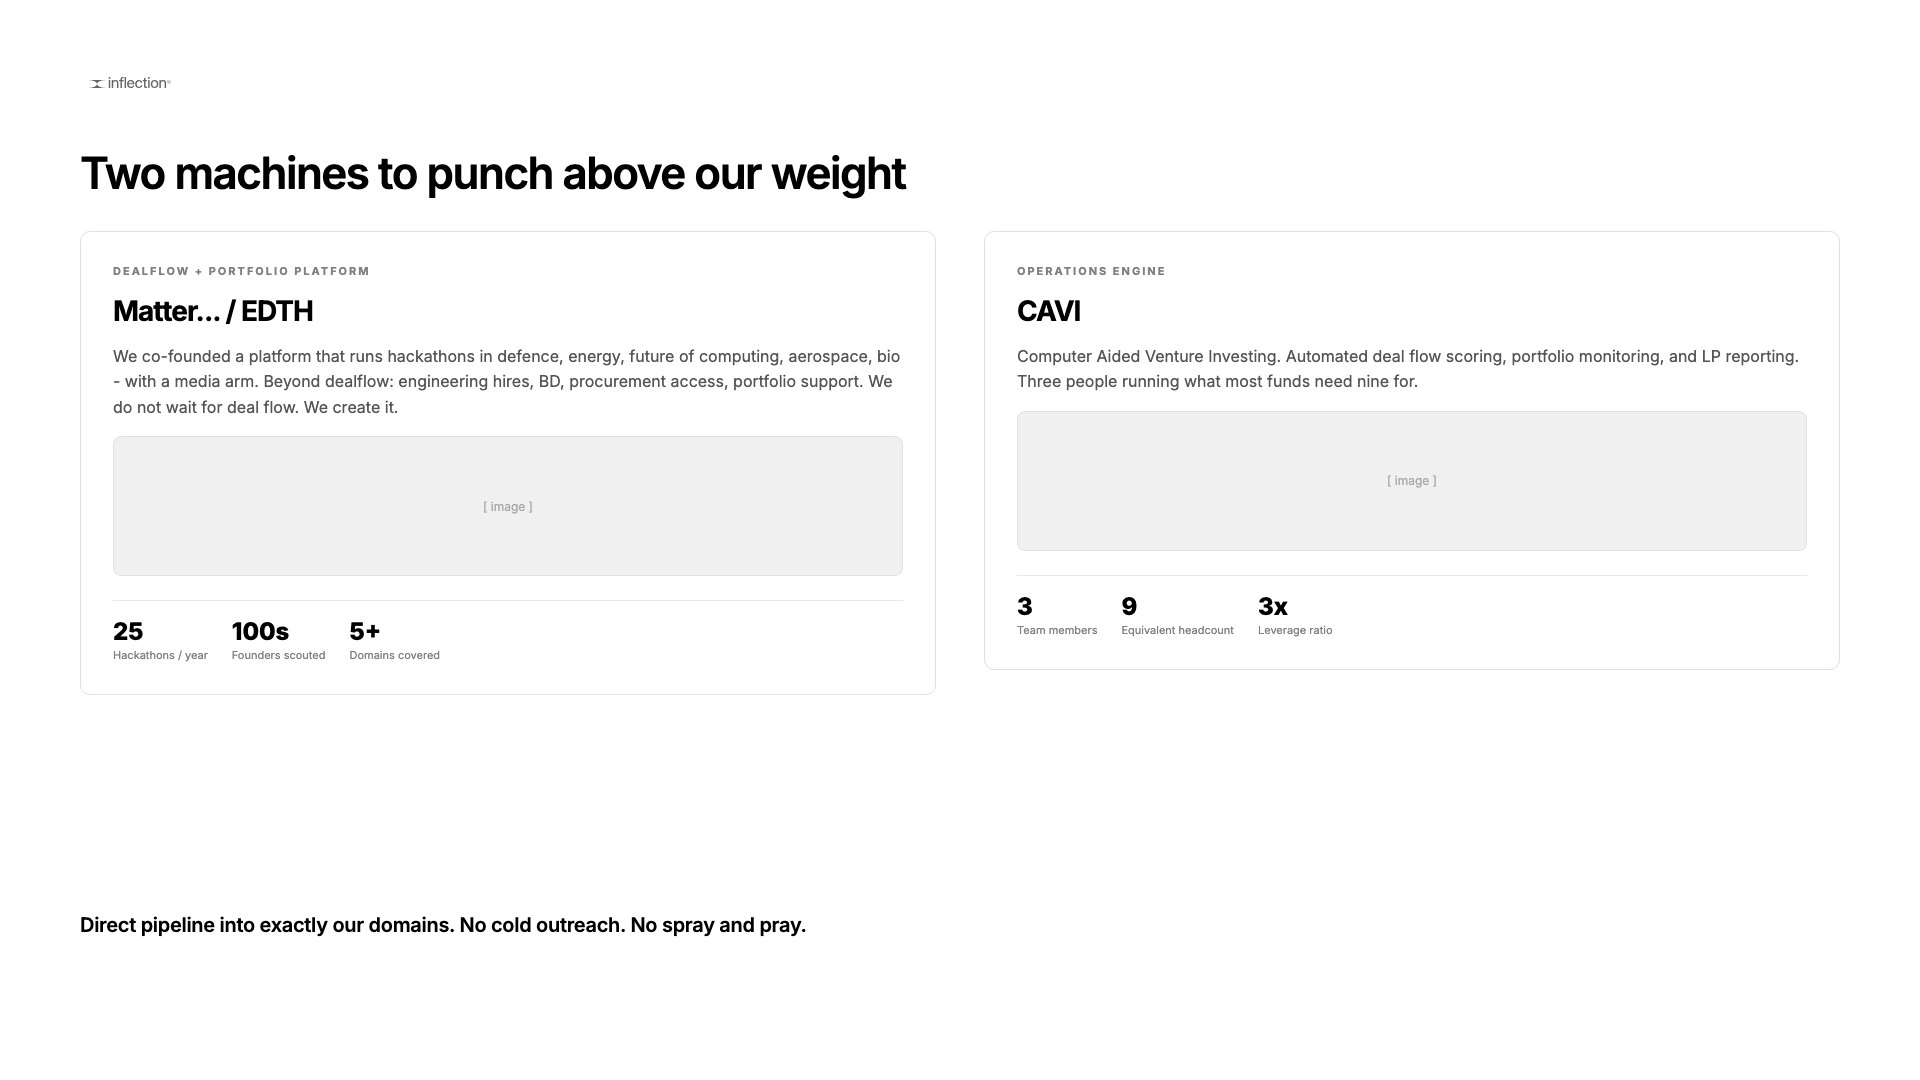 inflection
Two machines to punch above our weight
DEALFLOW + PORTFOLIO PLATFORM
Matter... / EDTH
We co-founded a platform that runs hackathons in defence, energy, future of computing, aerospace, bio
- with a media arm. Beyond dealflow: engineering hires, BD, procurement access, portfolio support. We
do not wait for deal flow. We create it.
[ image ]
25
Hackathons / year
100s
Founders scouted
5+
Domains covered
OPERATIONS ENGINE
CAVI
Computer Aided Venture Investing. Automated deal flow scoring, portfolio monitoring, and LP reporting.
Three people running what most funds need nine for.
[ image ]
3
Team members
9
Equivalent headcount
3x
Leverage ratio
Direct pipeline into exactly our domains. No cold outreach. No spray and pray.